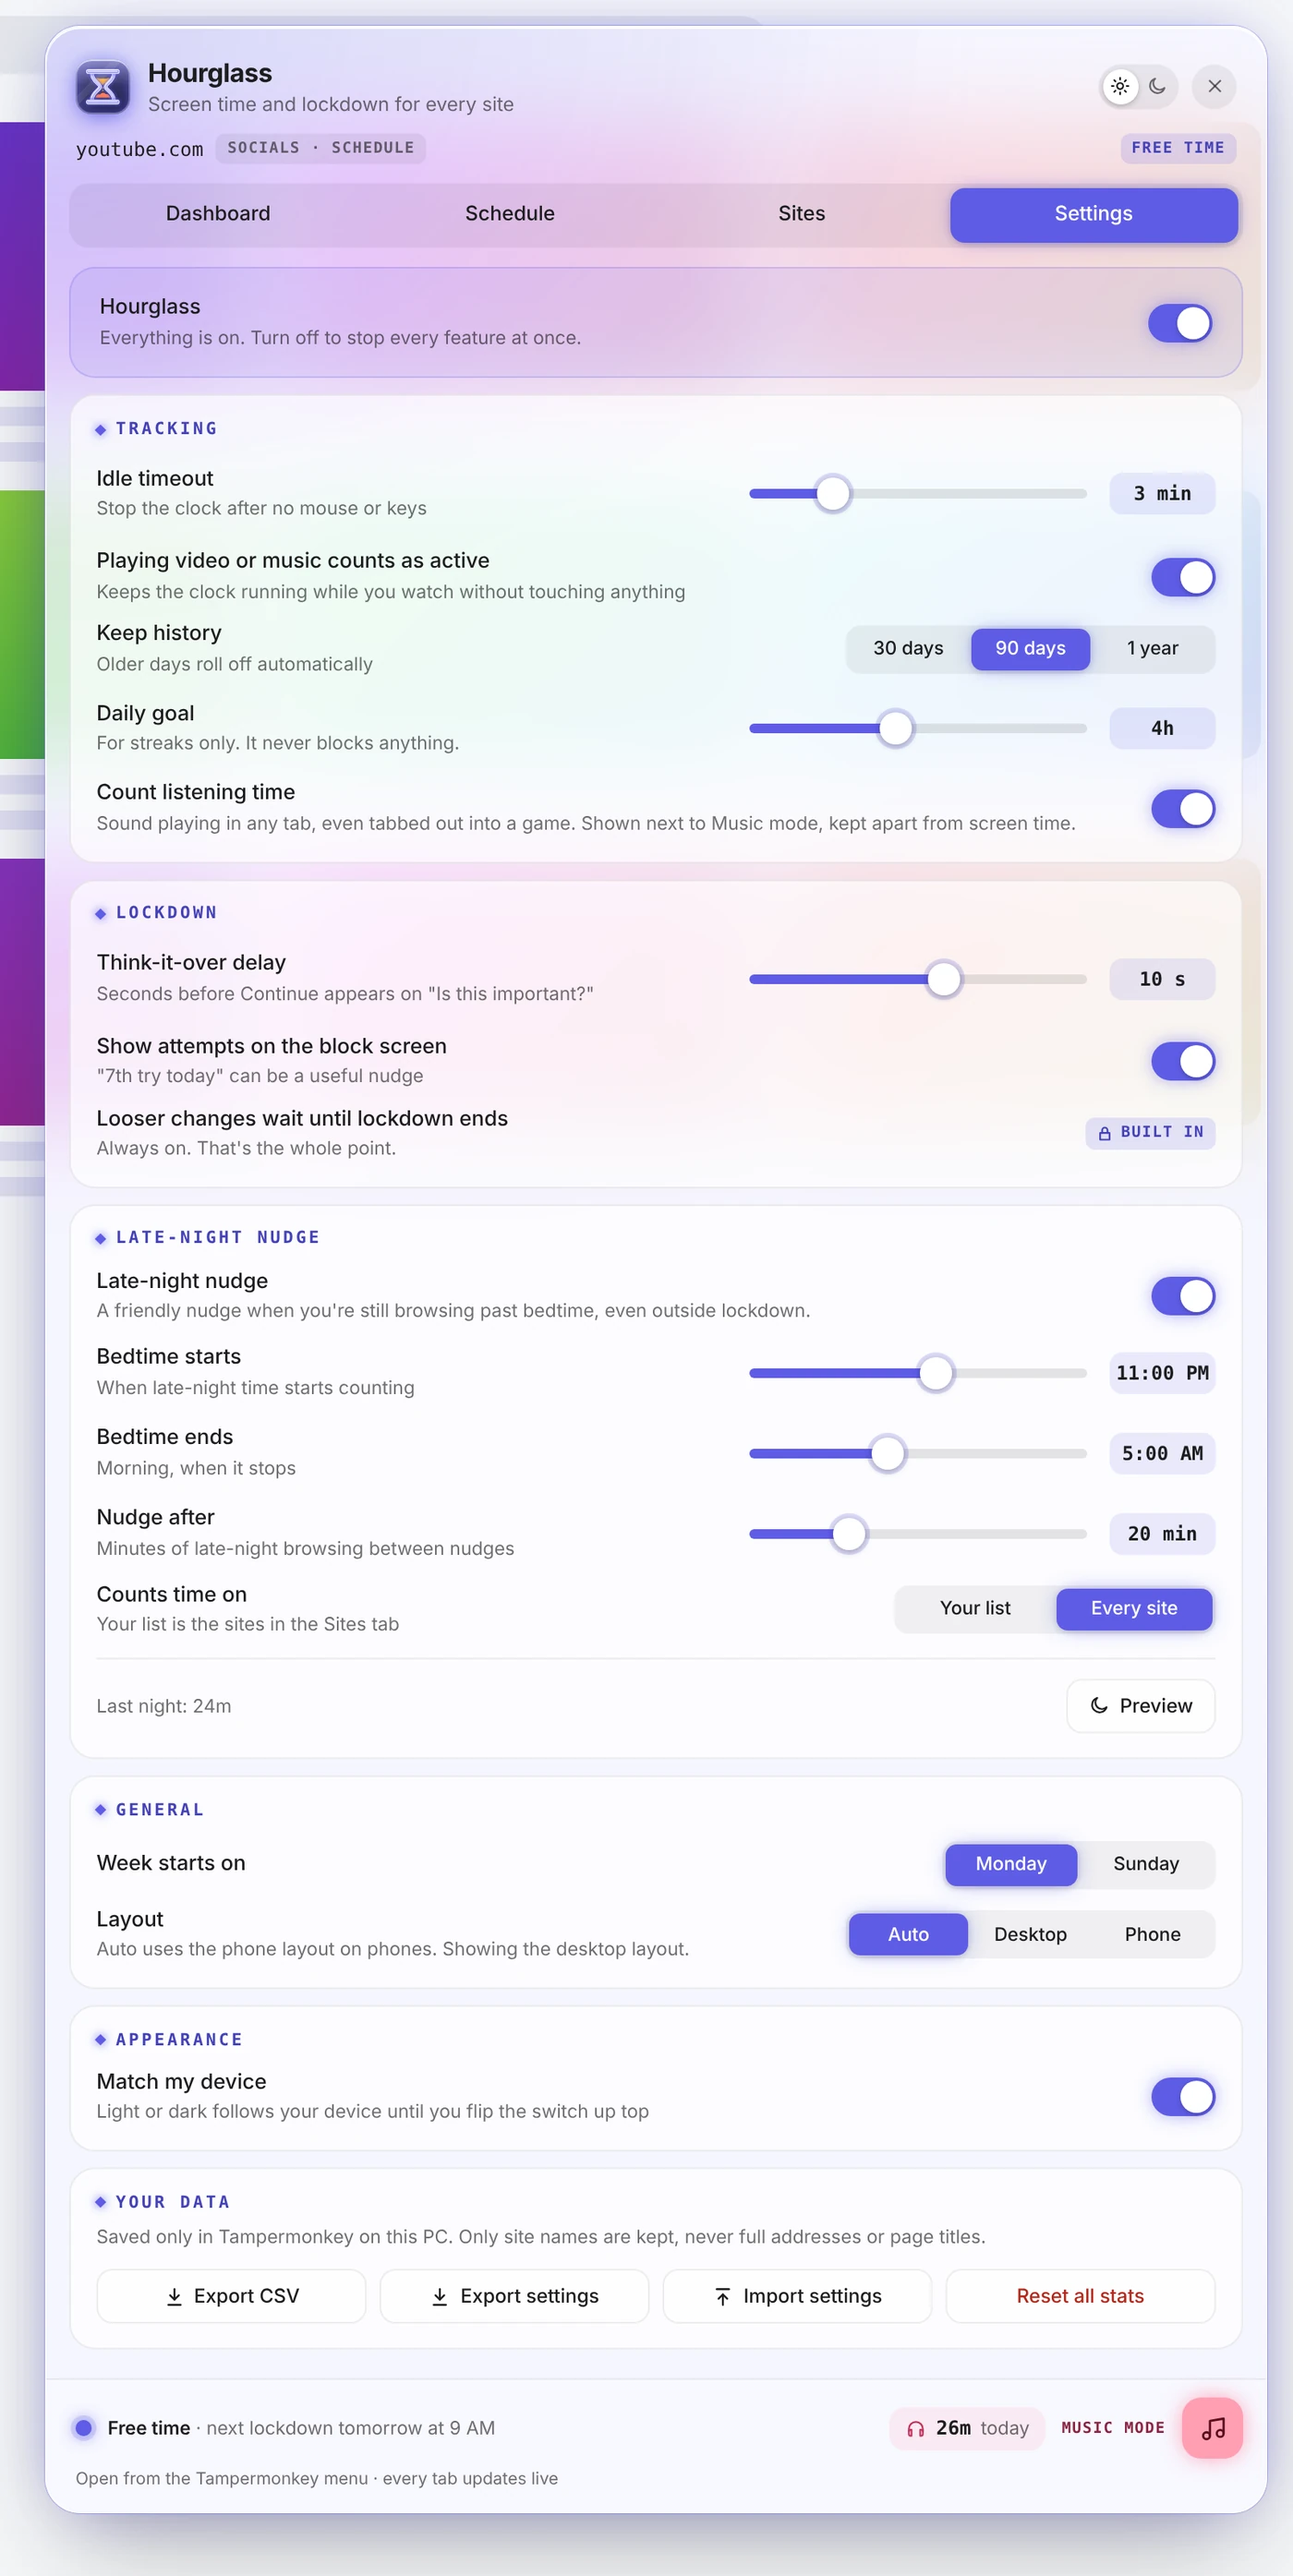 Hourglass
Screen time and lockdown for every site
youtube.com SOCIALS · SCHEDULE FREE TIME
Dashboard Schedule Sites Settings
Hourglass
Everything is on. Turn off to stop every feature at once.
TRACKING
Idle timeout
Stop the clock after no mouse or keys
3 min
Playing video or music counts as active
Keeps the clock running while you watch without touching anything
Keep history
Older days roll off automatically
30 days 90 days 1 year
Daily goal
For streaks only. It never blocks anything.
4h
Count listening time
Sound playing in any tab, even tabbed out into a game. Shown next to Music mode, kept apart from screen time.
LOCKDOWN
Think-it-over delay
Seconds before Continue appears on "Is this important?"
10 s
Show attempts on the block screen
"7th try today" can be a useful nudge
Looser changes wait until lockdown ends
Always on. That's the whole point.
BUILT IN
LATE-NIGHT NUDGE
Late-night nudge
A friendly nudge when you're still browsing past bedtime, even outside lockdown.
Bedtime starts
When late-night time starts counting
11:00 PM
Bedtime ends
Morning, when it stops
5:00 AM
Nudge after
Minutes of late-night browsing between nudges
20 min
Counts time on
Your list is the sites in the Sites tab
Your list Every site
Last night: 24m
Preview
GENERAL
Week starts on
Monday Sunday
Layout
Auto uses the phone layout on phones. Showing the desktop layout.
Auto Desktop Phone
APPEARANCE
Match my device
Light or dark follows your device until you flip the switch up top
YOUR DATA
Saved only in Tampermonkey on this PC. Only site names are kept, never full addresses or page titles.
Export CSV Export settings Import settings Reset all stats
Free time · next lockdown tomorrow at 9 AM
26m today MUSIC MODE
Open from the Tampermonkey menu · every tab updates live